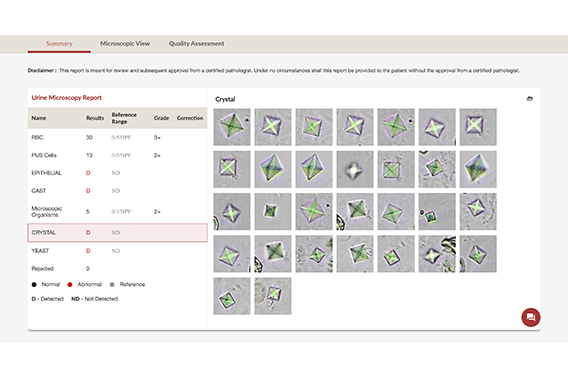 Summary Microscopic View Quality Assessment
Disclaimer : This report is meant for review and subsequent approval from a certified pathologist. Under no circumstances shall this report be provided to the patient without the approval from a certified pathologist.
Urine Microscopy Report
Name Results Reference Range Grade Correction
RBC 30 0-5/HPF 3+
PUS Cells 13 0-5/HPF 2+
EPITHELIAL D ND
CAST D ND
Microscopic Organisms 5 0-1/HPF 2+
CRYSTAL D ND
YEAST D ND
Rejected 0
Normal Abnormal Reference
D - Detected ND - Not Detected
Crystal